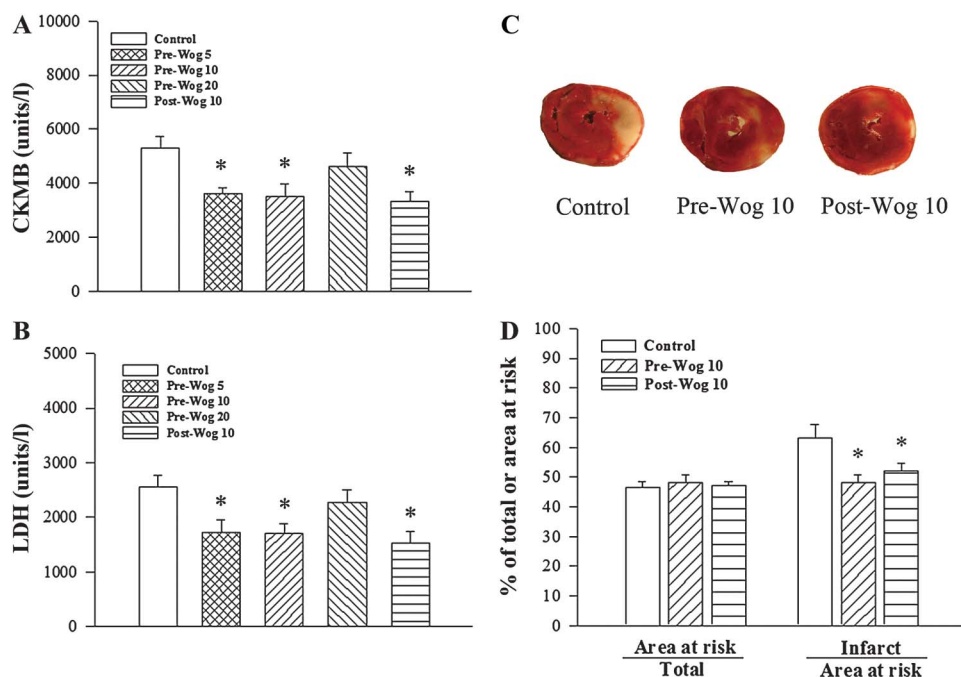 A
CKMB (units/l)
10000
8000
6000
4000
2000
0
Control
Pre-Wog 5
Pre-Wog 10
Pre-Wog 20
Post-Wog 10
*
*
*
B
LDH (units/l)
5000
4000
3000
2000
1000
0
Control
Pre-Wog 5
Pre-Wog 10
Pre-Wog 20
Post-Wog 10
*
*
*
C
Control
Pre-Wog 10
Post-Wog 10
D
% of total or area at risk
100
90
80
70
60
50
40
30
20
10
0
Control
Pre-Wog 10
Post-Wog 10
*
*
Area at risk
Total
Infarct
Area at risk